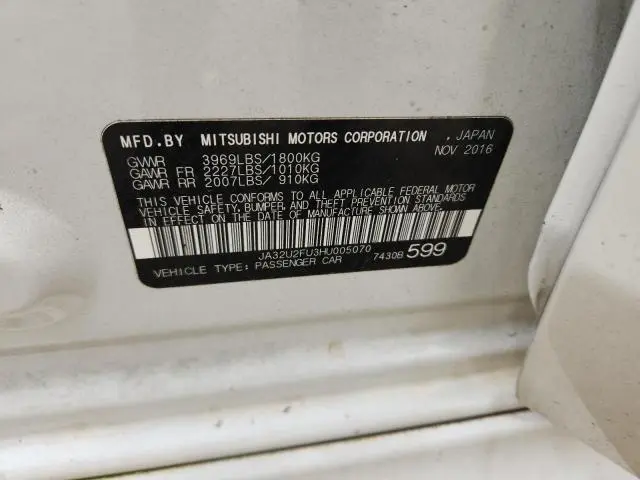 MFD.BY MITSUBISHI MOTORS CORPORATION , JAPAN
NOV 2016
GVWR 3969LBS/1800KG
GAWR FR 2227LBS/1010KG
GAWR RR 2007LBS/ 910KG
THIS VEHICLE CONFORMS TO ALL APPLICABLE FEDERAL MOTOR
VEHICLE SAFETY,BUMPER,AND THEFT PREVENTION STANDARDS
IN EFFECT ON THE DATE OF MANUFACTURE SHOWN ABOVE.
JA32U2FU3HU005070
VEHICLE TYPE: PASSENGER CAR 7430B 599